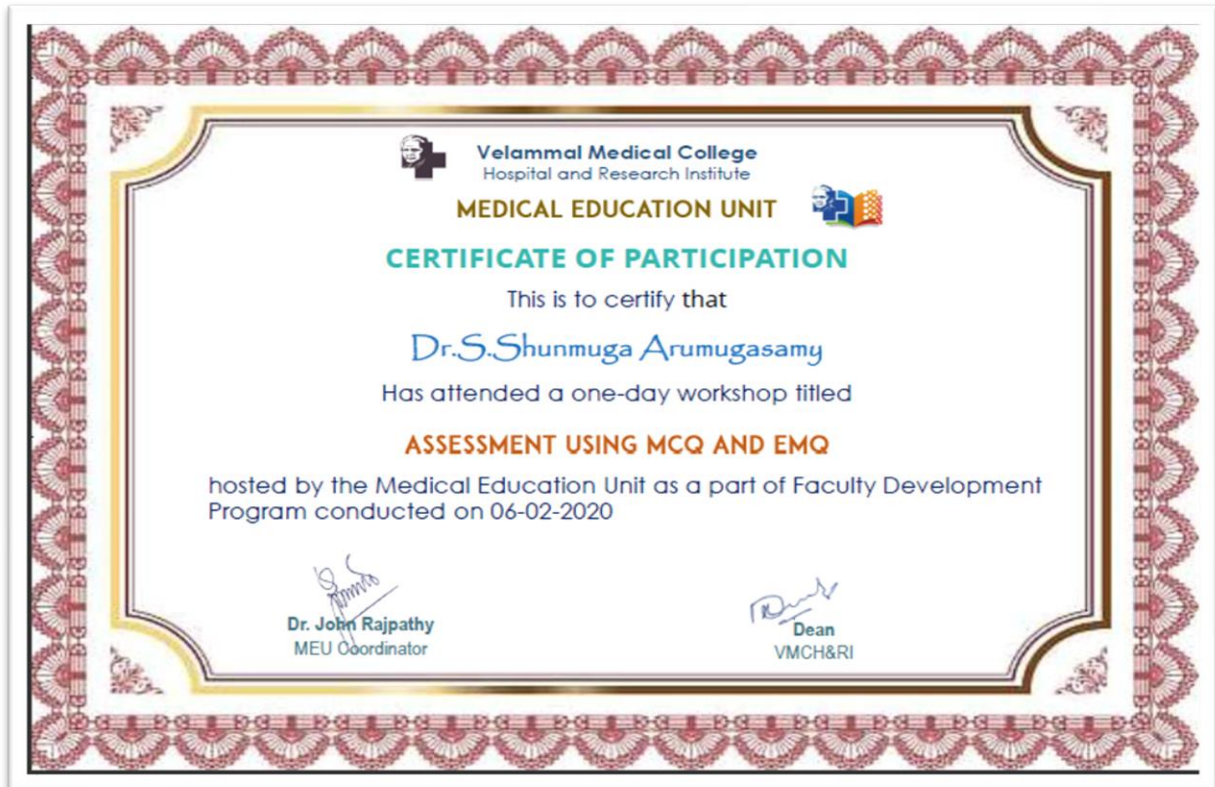 Velammal Medical College
Hospital and Research Institute
MEDICAL EDUCATION UNIT
CERTIFICATE OF PARTICIPATION
This is to certify that
Dr.S.Shunmuga Arumugasamy
Has attended a one-day workshop titled
ASSESSMENT USING MCQ AND EMQ
hosted by the Medical Education Unit as a part of Faculty Development
Program conducted on 06-02-2020
Dr. John Rajpathy
MEU Coordinator
Dean
VMCH&RI